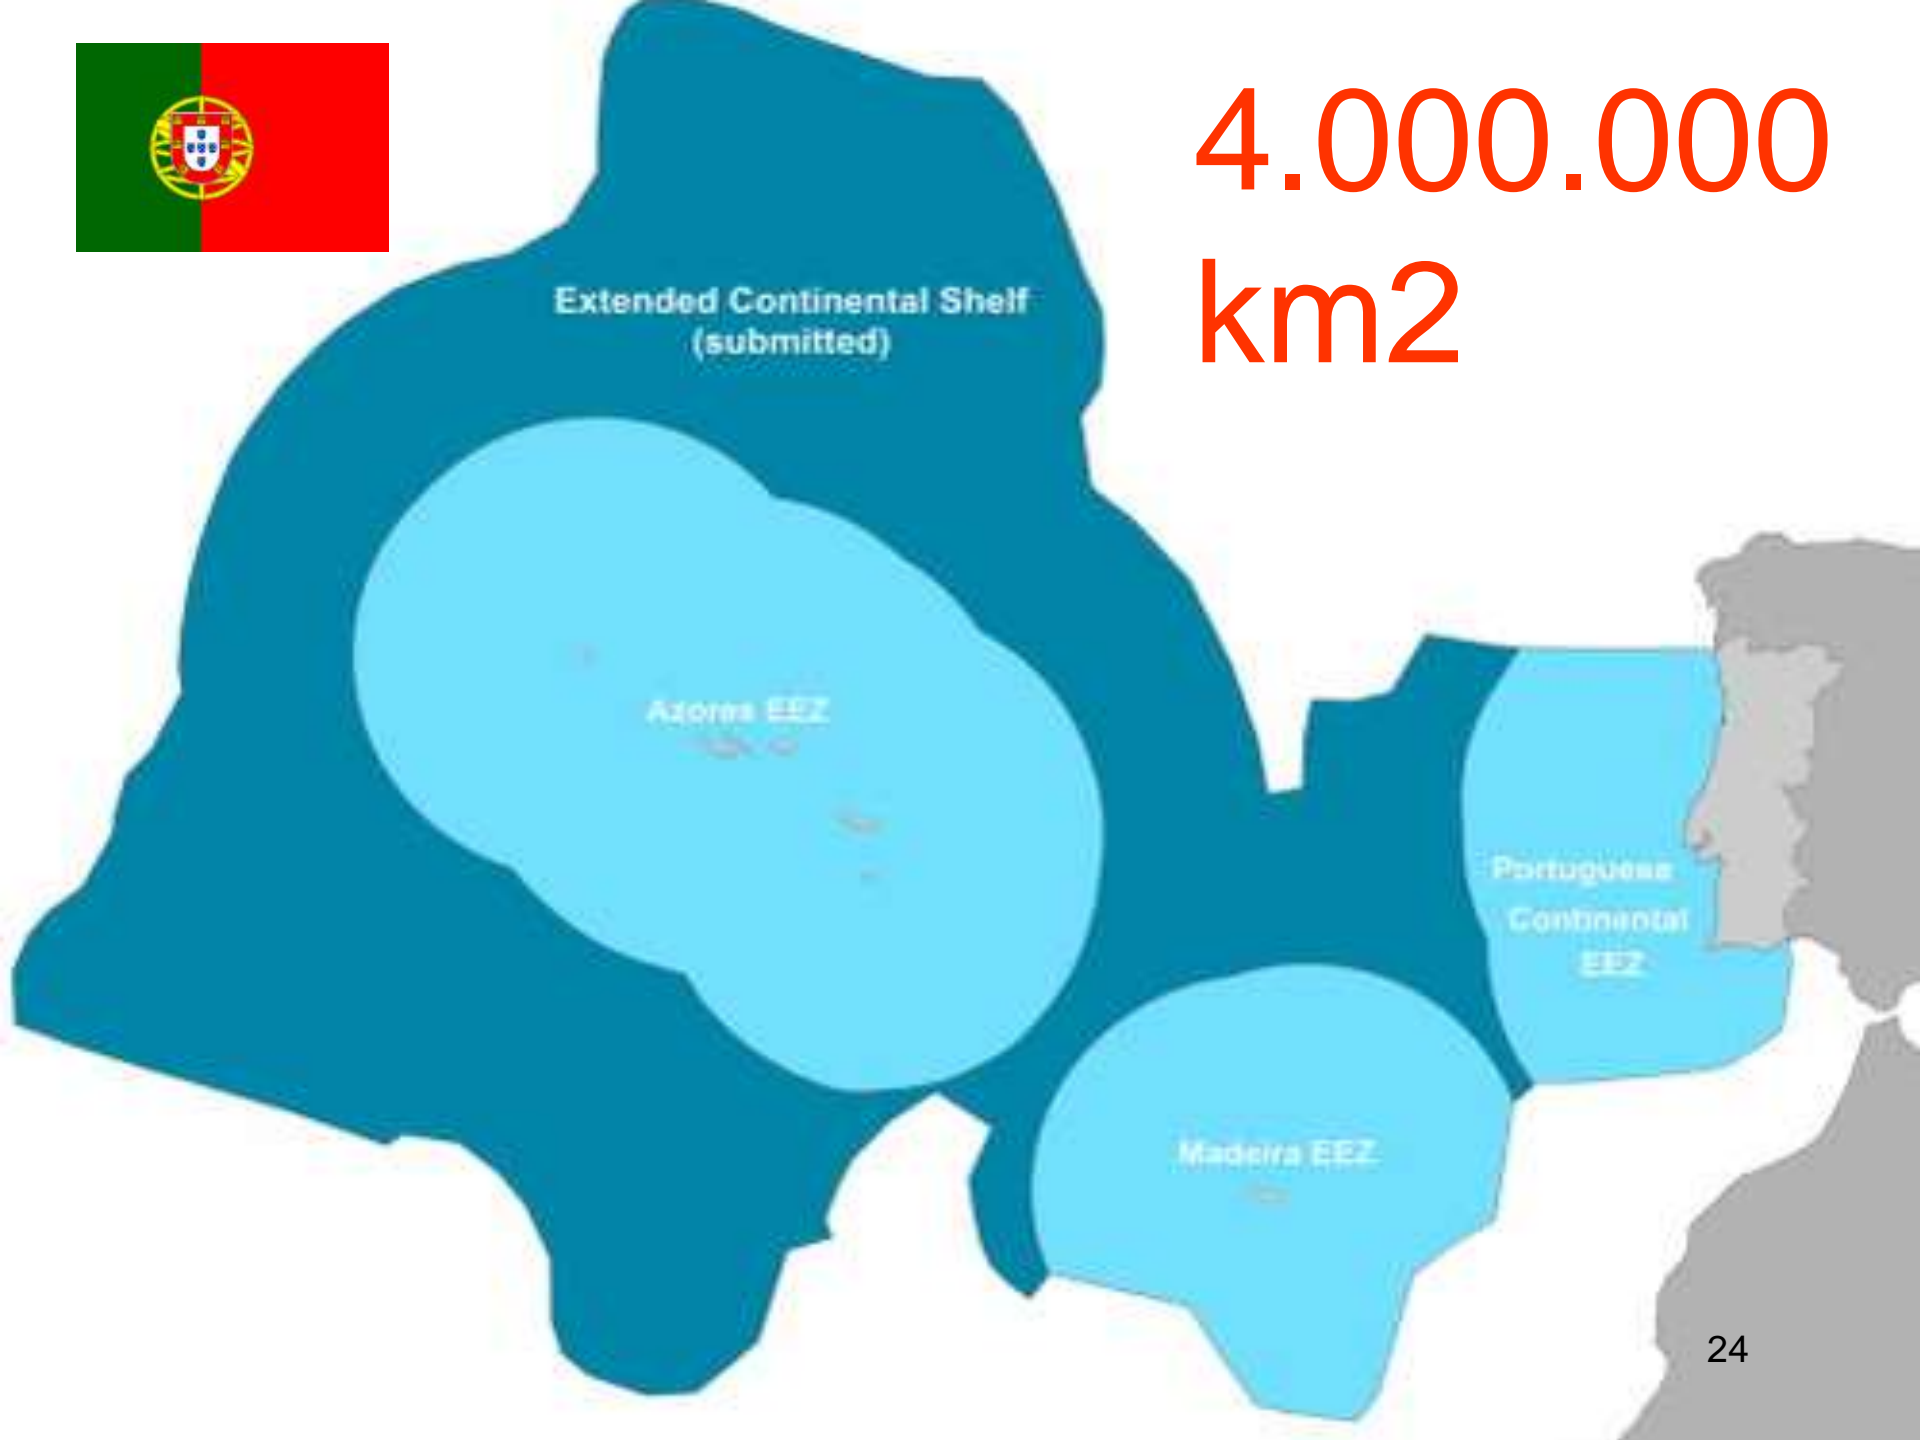 4.000.000
km2
Extended Continental Shelf
(submitted)
Azores EEZ
Portuguese
Continental
EEZ
Madeira EEZ
24